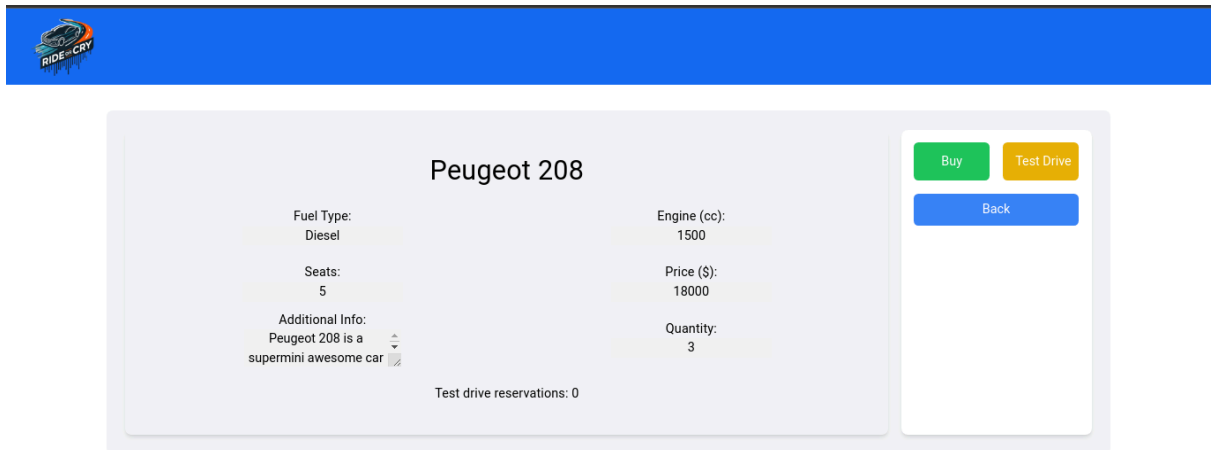 RIDE OR CRY
Peugeot 208
Buy
Test Drive
Back
Fuel Type:
Diesel
Engine (cc):
1500
Seats:
5
Price ($):
18000
Additional Info:
Peugeot 208 is a
supermini awesome car
Quantity:
3
Test drive reservations: 0